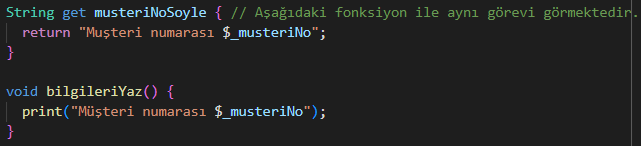 String get musteriNoSoyle { // Aşağıdaki fonksiyon ile aynı görevi görmektedir.
return "Muşteri numarası $_musteriNo";
}
void bilgileriYaz() {
print("Müşteri numarası $_musteriNo");
}